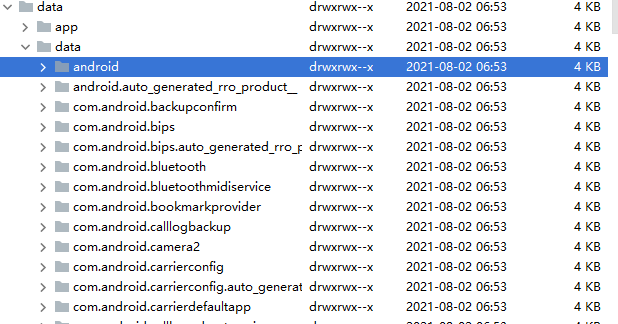 data drwxrwx--x 2021-08-02 06:53 4 KB
app drwxrwx--x 2021-08-02 06:53 4 KB
data drwxrwx--x 2021-08-02 06:53 4 KB
android drwxrwx--x 2021-08-02 06:53 4 KB
android.auto_generated_rro_product__ drwxrwx--x 2021-08-02 06:53 4 KB
com.android.backupconfirm drwxrwx--x 2021-08-02 06:53 4 KB
com.android.bips drwxrwx--x 2021-08-02 06:53 4 KB
com.android.bips.auto_generated_rro_p drwxrwx--x 2021-08-02 06:53 4 KB
com.android.bluetooth drwxrwx--x 2021-08-02 06:53 4 KB
com.android.bluetoothmidiservice drwxrwx--x 2021-08-02 06:53 4 KB
com.android.bookmarkprovider drwxrwx--x 2021-08-02 06:53 4 KB
com.android.calllogbackup drwxrwx--x 2021-08-02 06:53 4 KB
com.android.camera2 drwxrwx--x 2021-08-02 06:53 4 KB
com.android.carrierconfig drwxrwx--x 2021-08-02 06:53 4 KB
com.android.carrierconfig.auto_generat drwxrwx--x 2021-08-02 06:53 4 KB
com.android.carrierdefaultapp drwxrwx--x 2021-08-02 06:53 4 KB